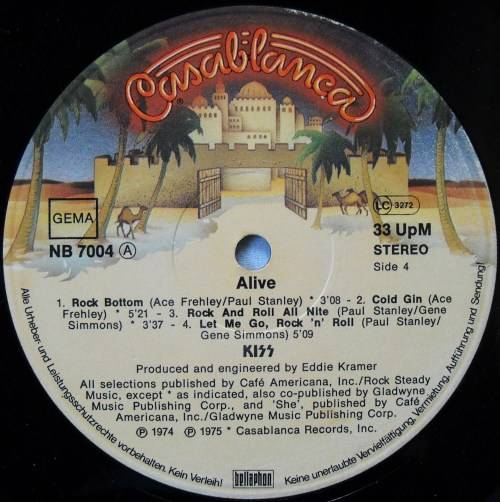 Casablanca
GEMA
LC 3272
NB 7004 A
33 UpM
STEREO
Side 4
Alive
1. Rock Bottom (Ace Frehley/Paul Stanley) * 3'08 - 2. Cold Gin (Ace
Frehley) * 5'21 - 3. Rock And Roll All Nite (Paul Stanley/Gene
Simmons) * 3'37 - 4. Let Me Go, Rock 'n' Roll (Paul Stanley/
Gene Simmons) 5'09
KISS
Produced and engineered by Eddie Kramer
All selections published by Café Americana, Inc./Rock Steady
Music, except * as indicated, also co-published by Gladwyne
Music Publishing Corp., and 'She', published by Café
Americana, Inc./Gladwyne Music Publishing Corp.
℗ 1974 ℗ 1975 * Casablanca Records, Inc.
bellaphon
Alle Urheber- und Leistungsschutzrechte vorbehalten. Kein Verleih! Keine unerlaubte Vervielfältigung, Vermietung, Aufführung und Sendung!